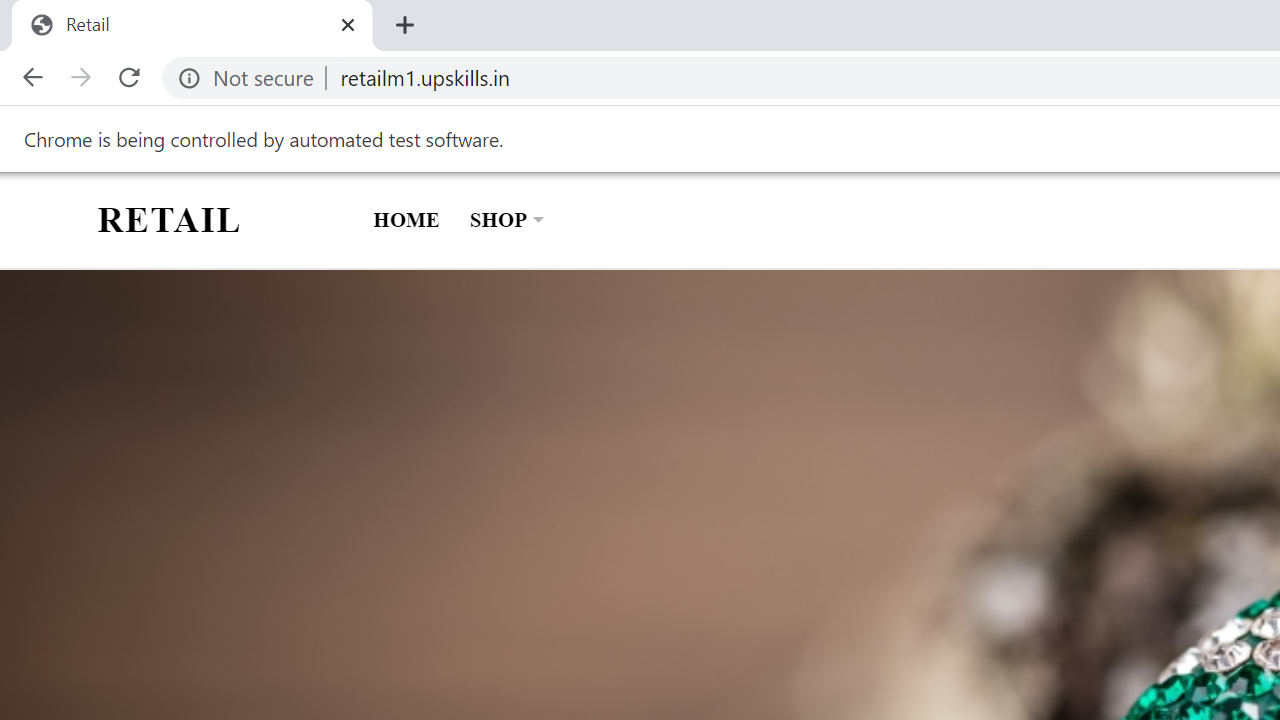 Retail
Not secure | retailm1.upskills.in
Chrome is being controlled by automated test software.
RETAIL HOME SHOP